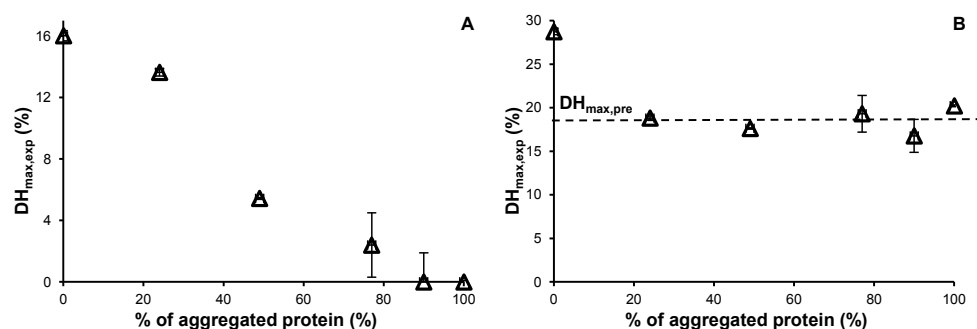 A
16
12
8
4
0
DHmax,exp (%)
0 20 40 60 80 100
% of aggregated protein (%)
B
30
25
20
15
10
5
0
DHmax,pre
DHmax,exp (%)
0 20 40 60 80 100
% of aggregated protein (%)